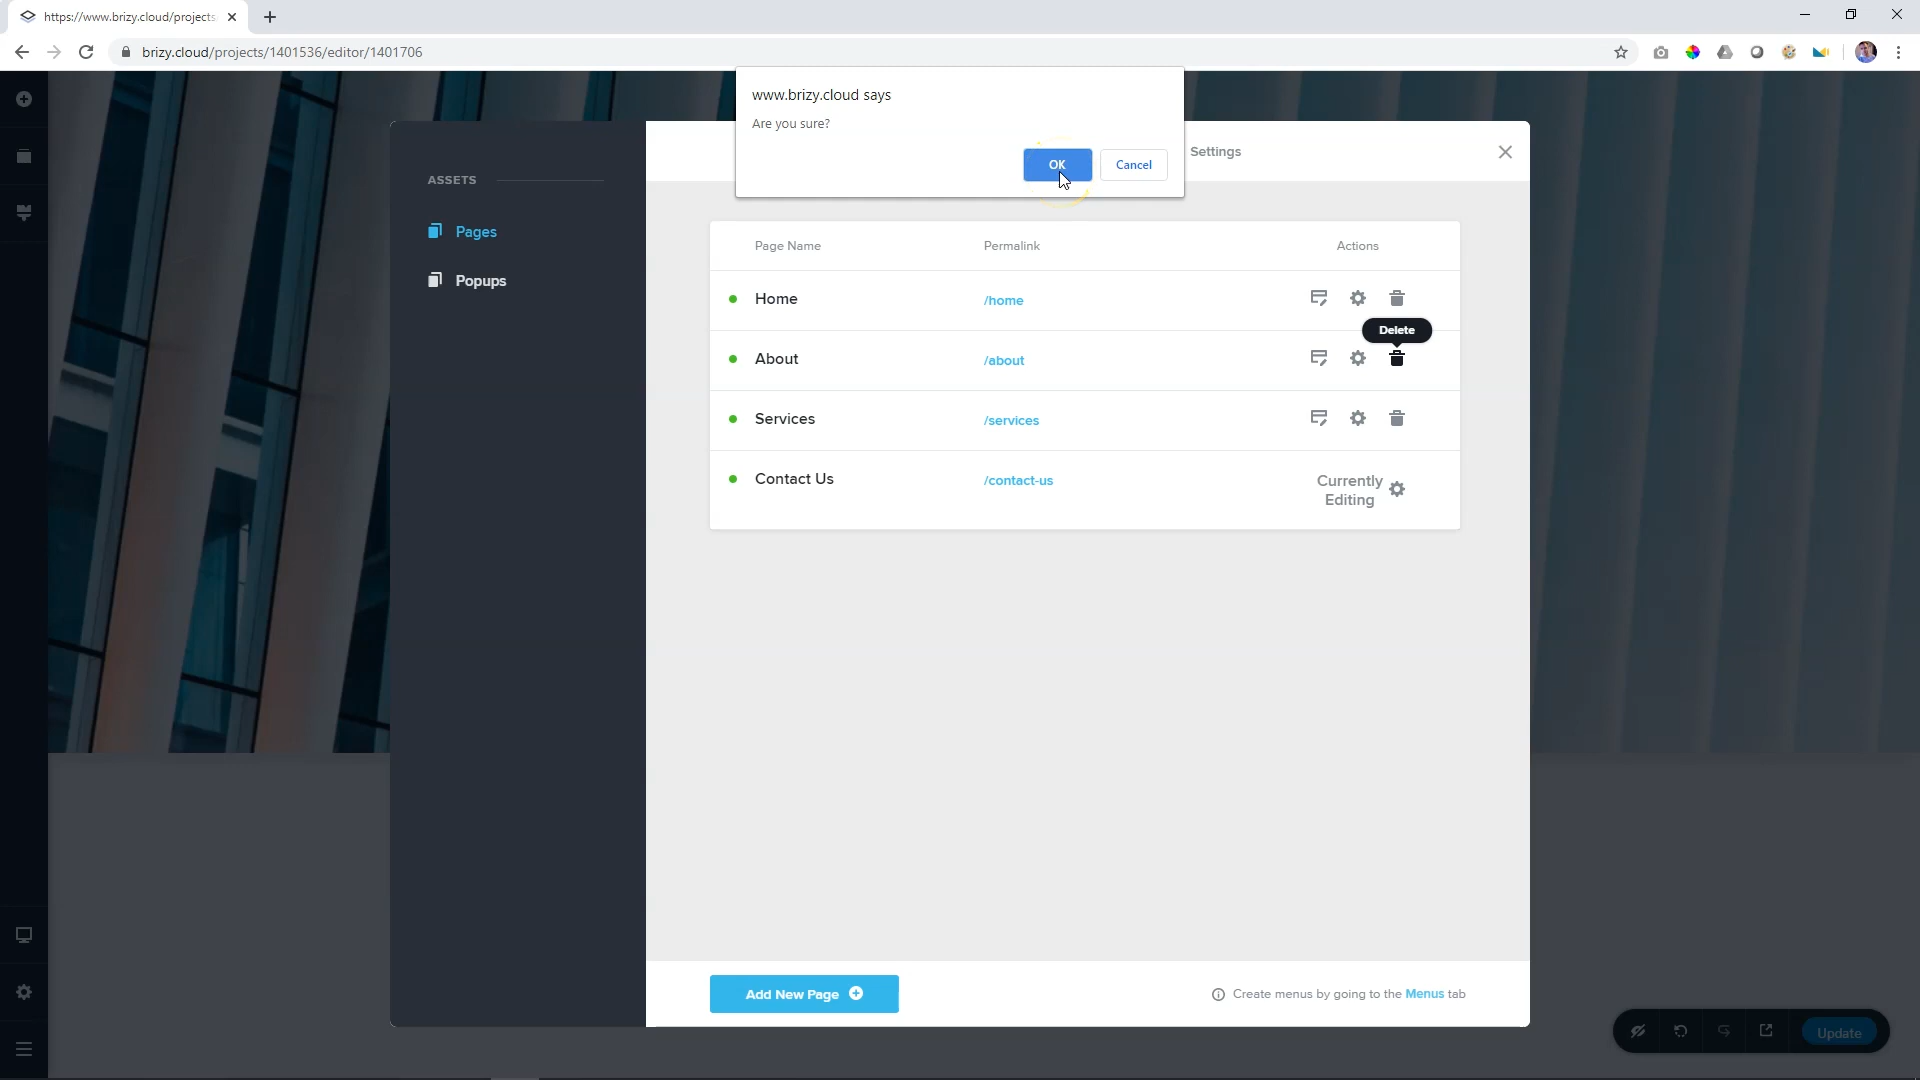 https://www.brizy.cloud/projects
brizy.cloud/projects/1401536/editor/1401706
www.brizy.cloud says
Are you sure?
OK
Cancel
Settings
ASSETS
Pages
Popups
Page Name
Permalink
Actions
Home
/home
Delete
About
/about
Services
/services
Contact Us
/contact-us
Currently
Editing
Add New Page
Create menus by going to the Menus tab
Update